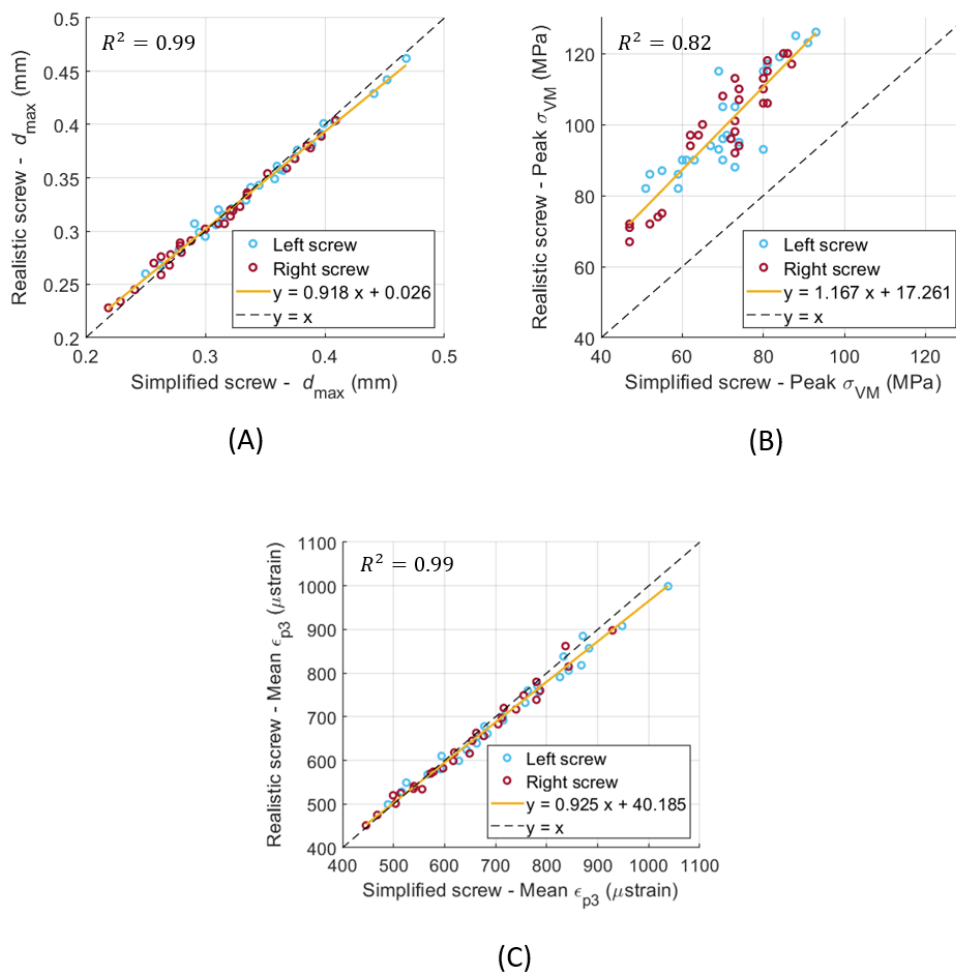 R² = 0.99
Realistic screw - d_max (mm)
0.5
0.45
0.4
0.35
0.3
0.25
0.2
Left screw
Right screw
y = 0.918 x + 0.026
y = x
0.2 0.3 0.4 0.5
Simplified screw - d_max (mm)
(A)
R² = 0.82
Realistic screw - Peak σ_VM (MPa)
120
100
80
60
40
Left screw
Right screw
y = 1.167 x + 17.261
y = x
40 60 80 100 120
Simplified screw - Peak σ_VM (MPa)
(B)
R² = 0.99
Realistic screw - Mean ϵ_p3 (μstrain)
1100
1000
900
800
700
600
500
400
Left screw
Right screw
y = 0.925 x + 40.185
y = x
400 500 600 700 800 900 1000 1100
Simplified screw - Mean ϵ_p3 (μstrain)
(C)